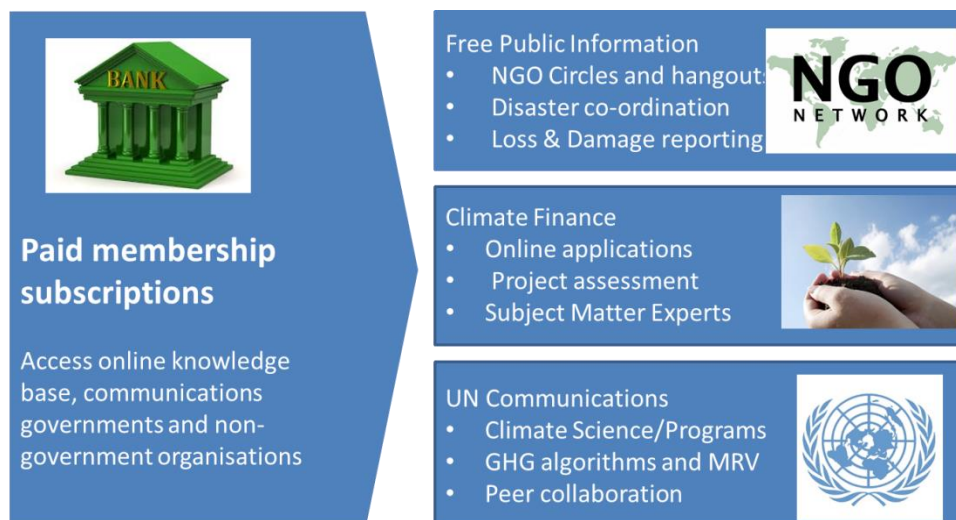 BANK
Paid membership
subscriptions
Access online knowledge
base, communications
governments and non-
government organisations
Free Public Information
• NGO Circles and hangouts
• Disaster co-ordination
• Loss & Damage reporting
NGO
NETWORK
Climate Finance
• Online applications
• Project assessment
• Subject Matter Experts
UN Communications
• Climate Science/Programs
• GHG algorithms and MRV
• Peer collaboration